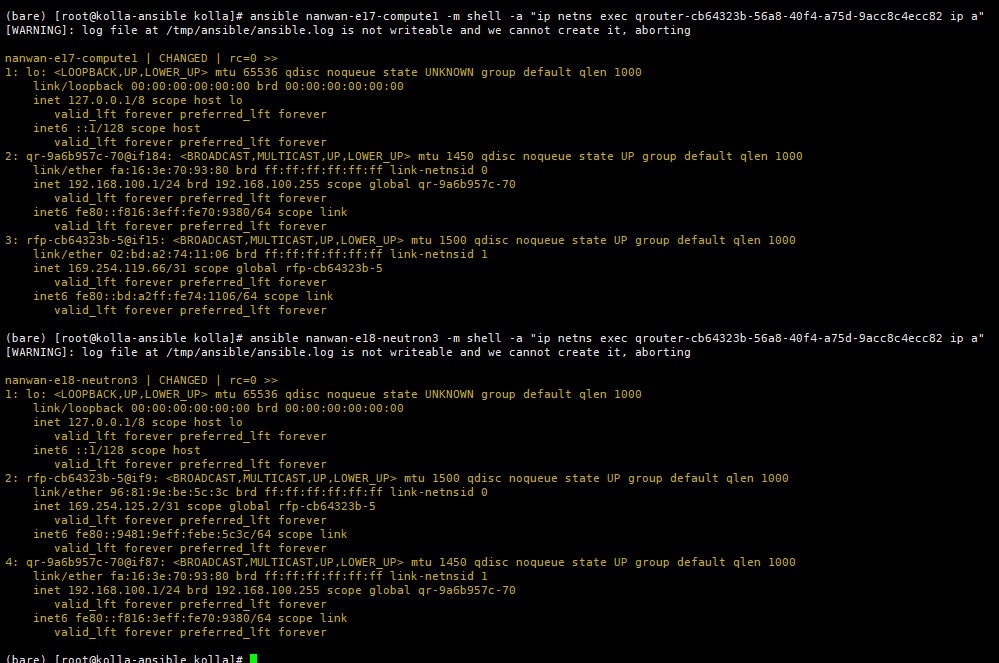 (bare) [root@kolla-ansible kolla]# ansible nanwan-e17-compute1 -m shell -a "ip netns exec qrouter-cb64323b-56a8-40f4-a75d-9acc8c4ecc82 ip a"
[WARNING]: log file at /tmp/ansible/ansible.log is not writeable and we cannot create it, aborting
nanwan-e17-compute1 | CHANGED | rc=0 >>
1: lo: <LOOPBACK,UP,LOWER_UP> mtu 65536 qdisc noqueue state UNKNOWN group default qlen 1000
    link/loopback 00:00:00:00:00:00 brd 00:00:00:00:00:00
    inet 127.0.0.1/8 scope host lo
       valid_lft forever preferred_lft forever
    inet6 ::1/128 scope host
       valid_lft forever preferred_lft forever
2: qr-9a6b957c-70@if184: <BROADCAST,MULTICAST,UP,LOWER_UP> mtu 1450 qdisc noqueue state UP group default qlen 1000
    link/ether fa:16:3e:70:93:80 brd ff:ff:ff:ff:ff:ff link-netnsid 0
    inet 192.168.100.1/24 brd 192.168.100.255 scope global qr-9a6b957c-70
       valid_lft forever preferred_lft forever
    inet6 fe80::f816:3eff:fe70:9380/64 scope link
       valid_lft forever preferred_lft forever
3: rfp-cb64323b-5@if15: <BROADCAST,MULTICAST,UP,LOWER_UP> mtu 1500 qdisc noqueue state UP group default qlen 1000
    link/ether 02:bd:a2:74:11:06 brd ff:ff:ff:ff:ff:ff link-netnsid 1
    inet 169.254.119.66/31 scope global rfp-cb64323b-5
       valid_lft forever preferred_lft forever
    inet6 fe80::bd:a2ff:fe74:1106/64 scope link
       valid_lft forever preferred_lft forever
(bare) [root@kolla-ansible kolla]# ansible nanwan-e18-neutron3 -m shell -a "ip netns exec qrouter-cb64323b-56a8-40f4-a75d-9acc8c4ecc82 ip a"
[WARNING]: log file at /tmp/ansible/ansible.log is not writeable and we cannot create it, aborting
nanwan-e18-neutron3 | CHANGED | rc=0 >>
1: lo: <LOOPBACK,UP,LOWER_UP> mtu 65536 qdisc noqueue state UNKNOWN group default qlen 1000
    link/loopback 00:00:00:00:00:00 brd 00:00:00:00:00:00
    inet 127.0.0.1/8 scope host lo
       valid_lft forever preferred_lft forever
    inet6 ::1/128 scope host
       valid_lft forever preferred_lft forever
2: rfp-cb64323b-5@if9: <BROADCAST,MULTICAST,UP,LOWER_UP> mtu 1500 qdisc noqueue state UP group default qlen 1000
    link/ether 96:81:9e:be:5c:3c brd ff:ff:ff:ff:ff:ff link-netnsid 0
    inet 169.254.125.2/31 scope global rfp-cb64323b-5
       valid_lft forever preferred_lft forever
    inet6 fe80::9481:9eff:febe:5c3c/64 scope link
       valid_lft forever preferred_lft forever
4: qr-9a6b957c-70@if87: <BROADCAST,MULTICAST,UP,LOWER_UP> mtu 1450 qdisc noqueue state UP group default qlen 1000
    link/ether fa:16:3e:70:93:80 brd ff:ff:ff:ff:ff:ff link-netnsid 1
    inet 192.168.100.1/24 brd 192.168.100.255 scope global qr-9a6b957c-70
       valid_lft forever preferred_lft forever
    inet6 fe80::f816:3eff:fe70:9380/64 scope link
       valid_lft forever preferred_lft forever
(bare) [root@kolla-ansible kolla]#